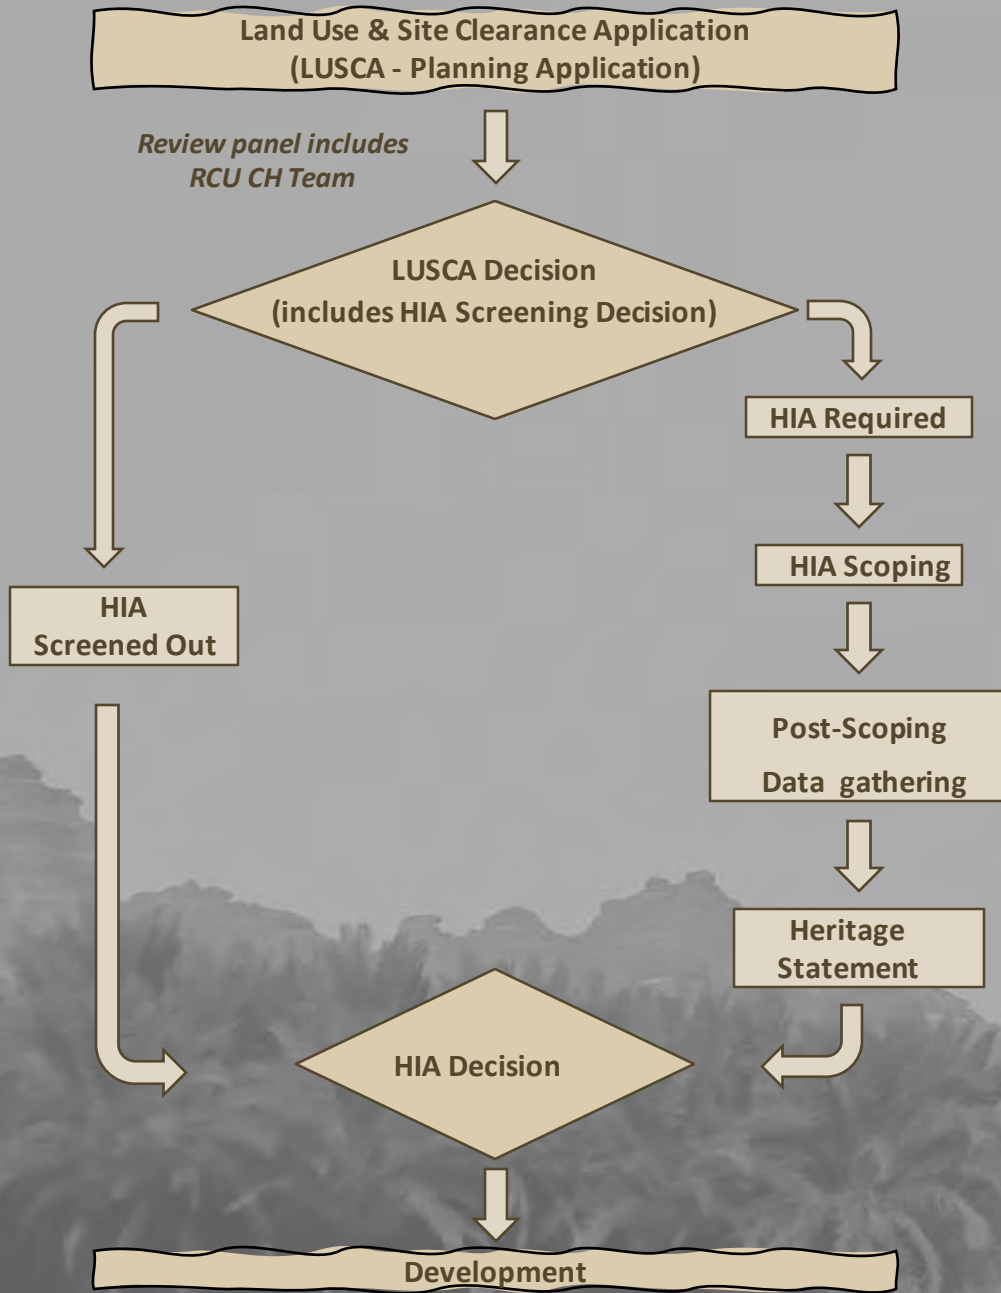 Land Use & Site Clearance Application
(LUSCA - Planning Application)
Review panel includes
RCU CH Team
LUSCA Decision
(includes HIA Screening Decision)
HIA Required
HIA Scoping
HIA
Screened Out
Post-Scoping
Data gathering
Heritage
Statement
HIA Decision
Development